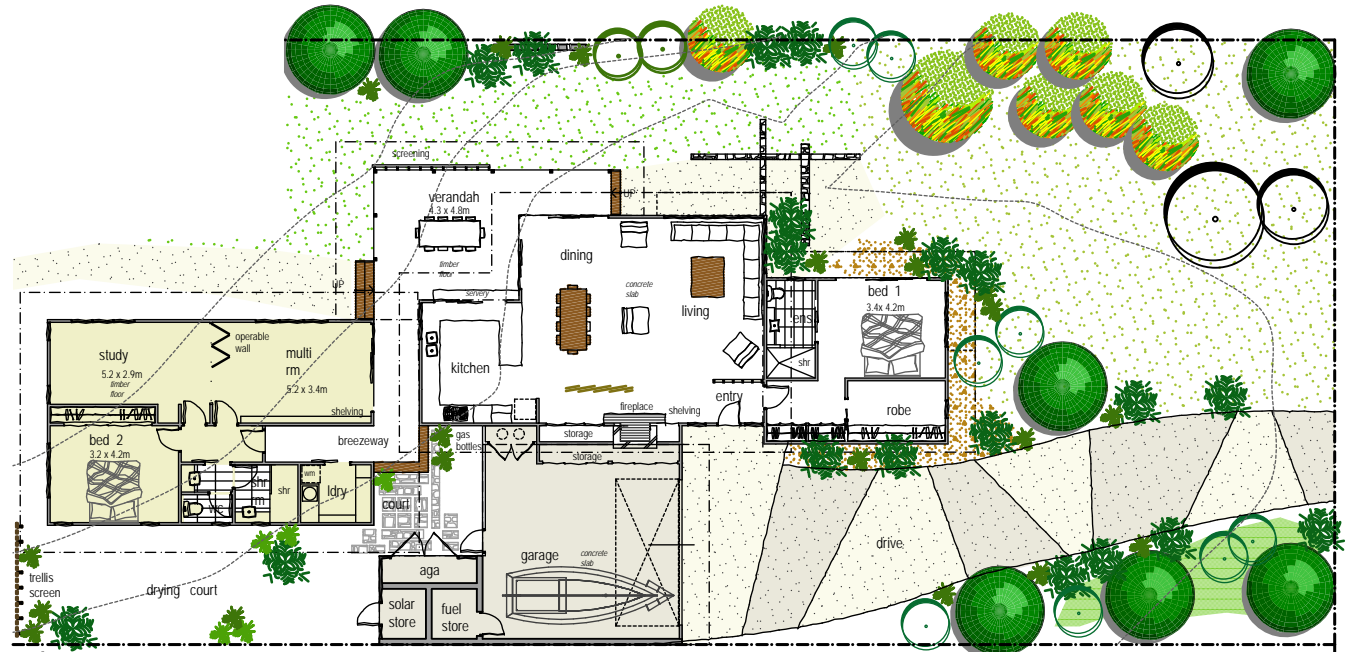 screening
verandah
4.3 x 4.8m
UP
dining
timber
floor
servery
concrete
slab
living
UP
bed 1
3.4x 4.2m
ens
shr
study
5.2 x 2.9m
timber
floor
operable
wall
multi
rm
5.2 x 3.4m
kitchen
entry
robe
shelving
fireplace
shelving
bed 2
3.2 x 4.2m
breezeway
gas
bottles
storage
storage
wm
shr
rm
shr
ldry
wc
court
drive
garage
concrete
slab
aga
trellis
screen
drying court
solar
store
fuel
store